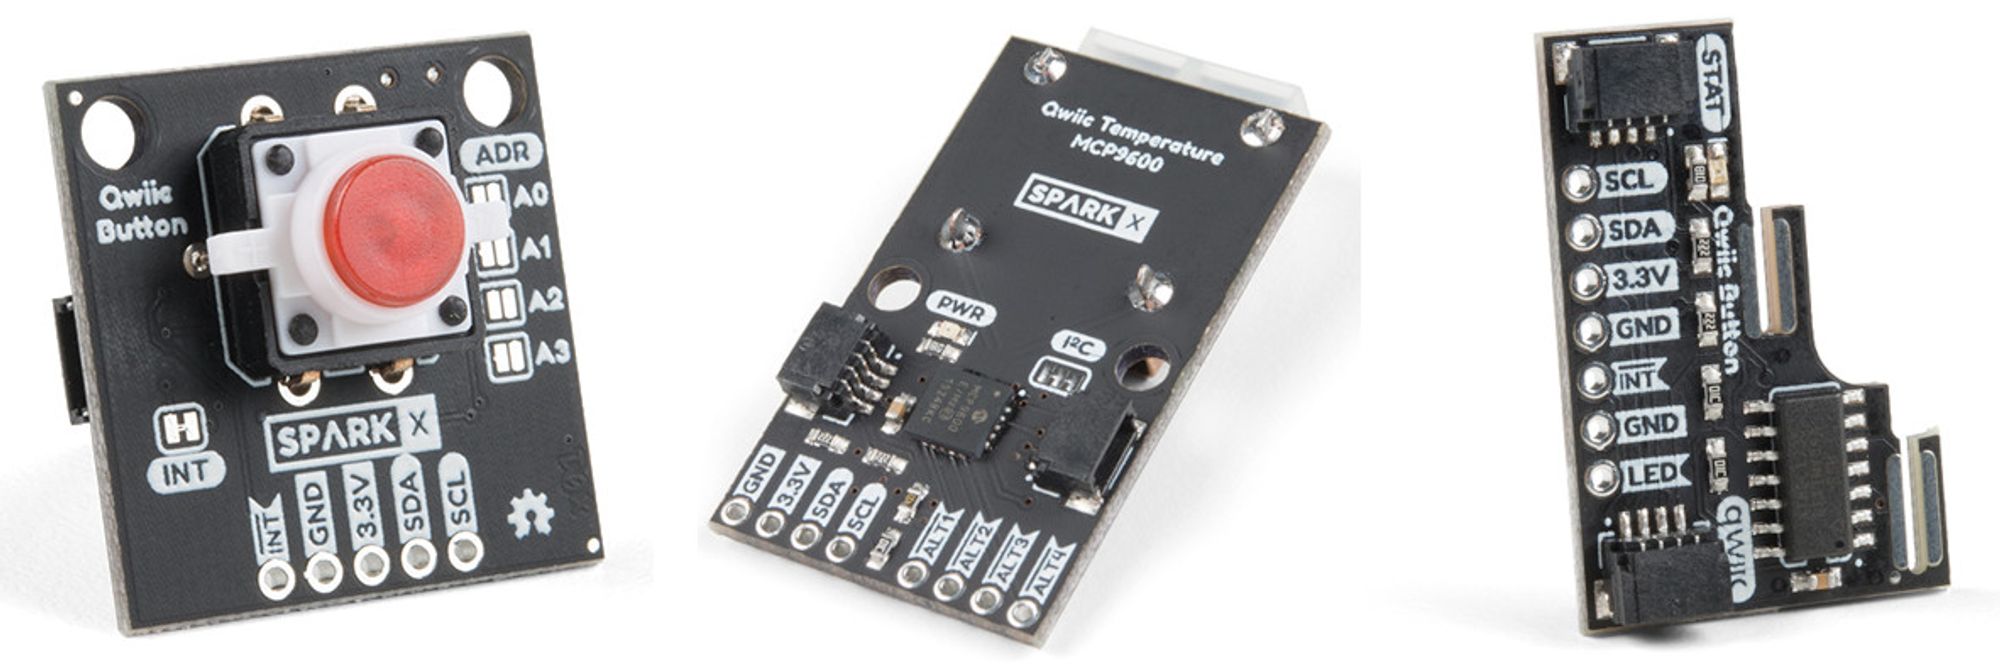 ADR
A0
A1
A2
A3
Qwiic
Button
SPARK X
INT
INT
GND
3.3V
SDA
SCL
Qwiic Temperature
MCP9600
SPARK X
PWR
I²C
GND
3.3V
SDA
SCL
ALT1
ALT2
ALT3
ALT4
STAT
SCL
SDA
3.3V
GND
INT
GND
LED
Qwiic Button
qwiic